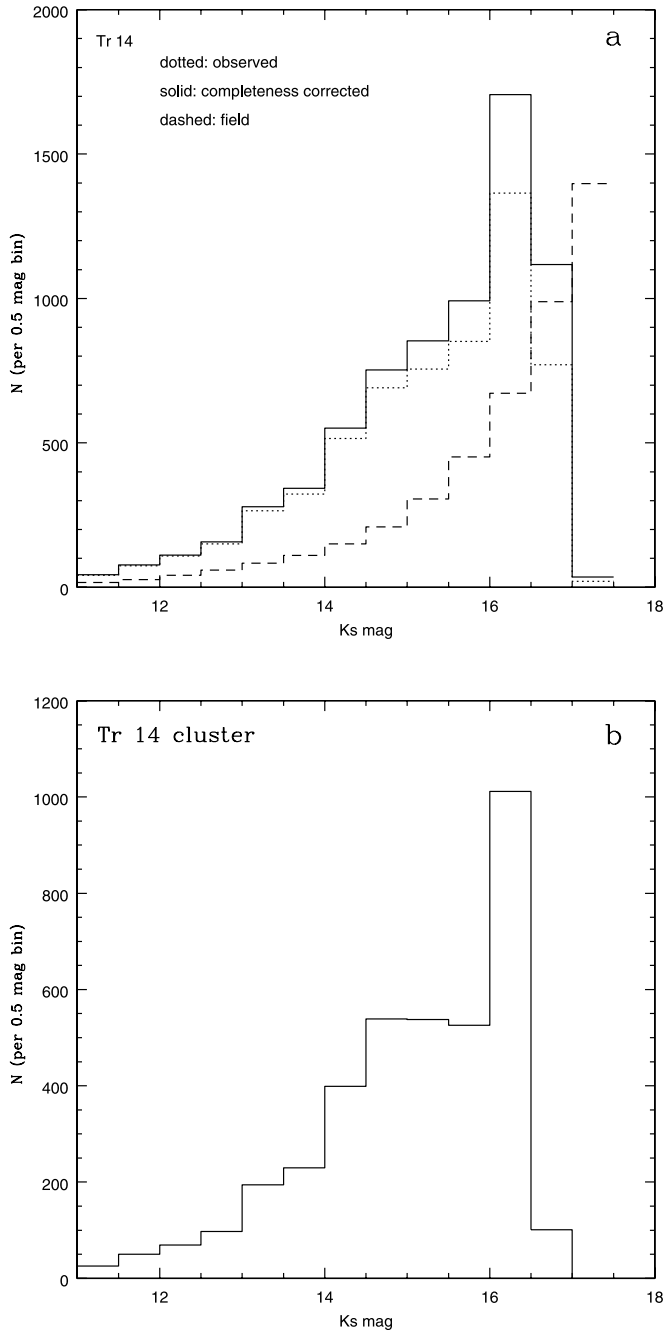 Tr 14
a
dotted: observed
solid: completeness corrected
dashed: field
2000
1500
1000
500
0
N (per 0.5 mag bin)
12
14
16
18
Ks mag
Tr 14 cluster
b
1200
1000
800
600
400
200
0
N (per 0.5 mag bin)
12
14
16
18
Ks mag